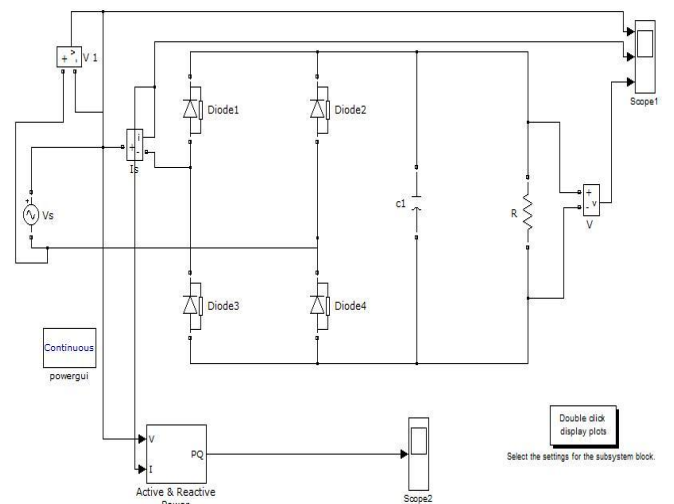 V 1
Scope1
+
-
Diode1
Diode2
i
+
-
Is
c1
R
+
-
v
V
+
Vs
Diode3
Diode4
Continuous
powergui
V
PQ
I
Active & Reactive
Scope2
Double click
display plots
Select the settings for the subsystem block.